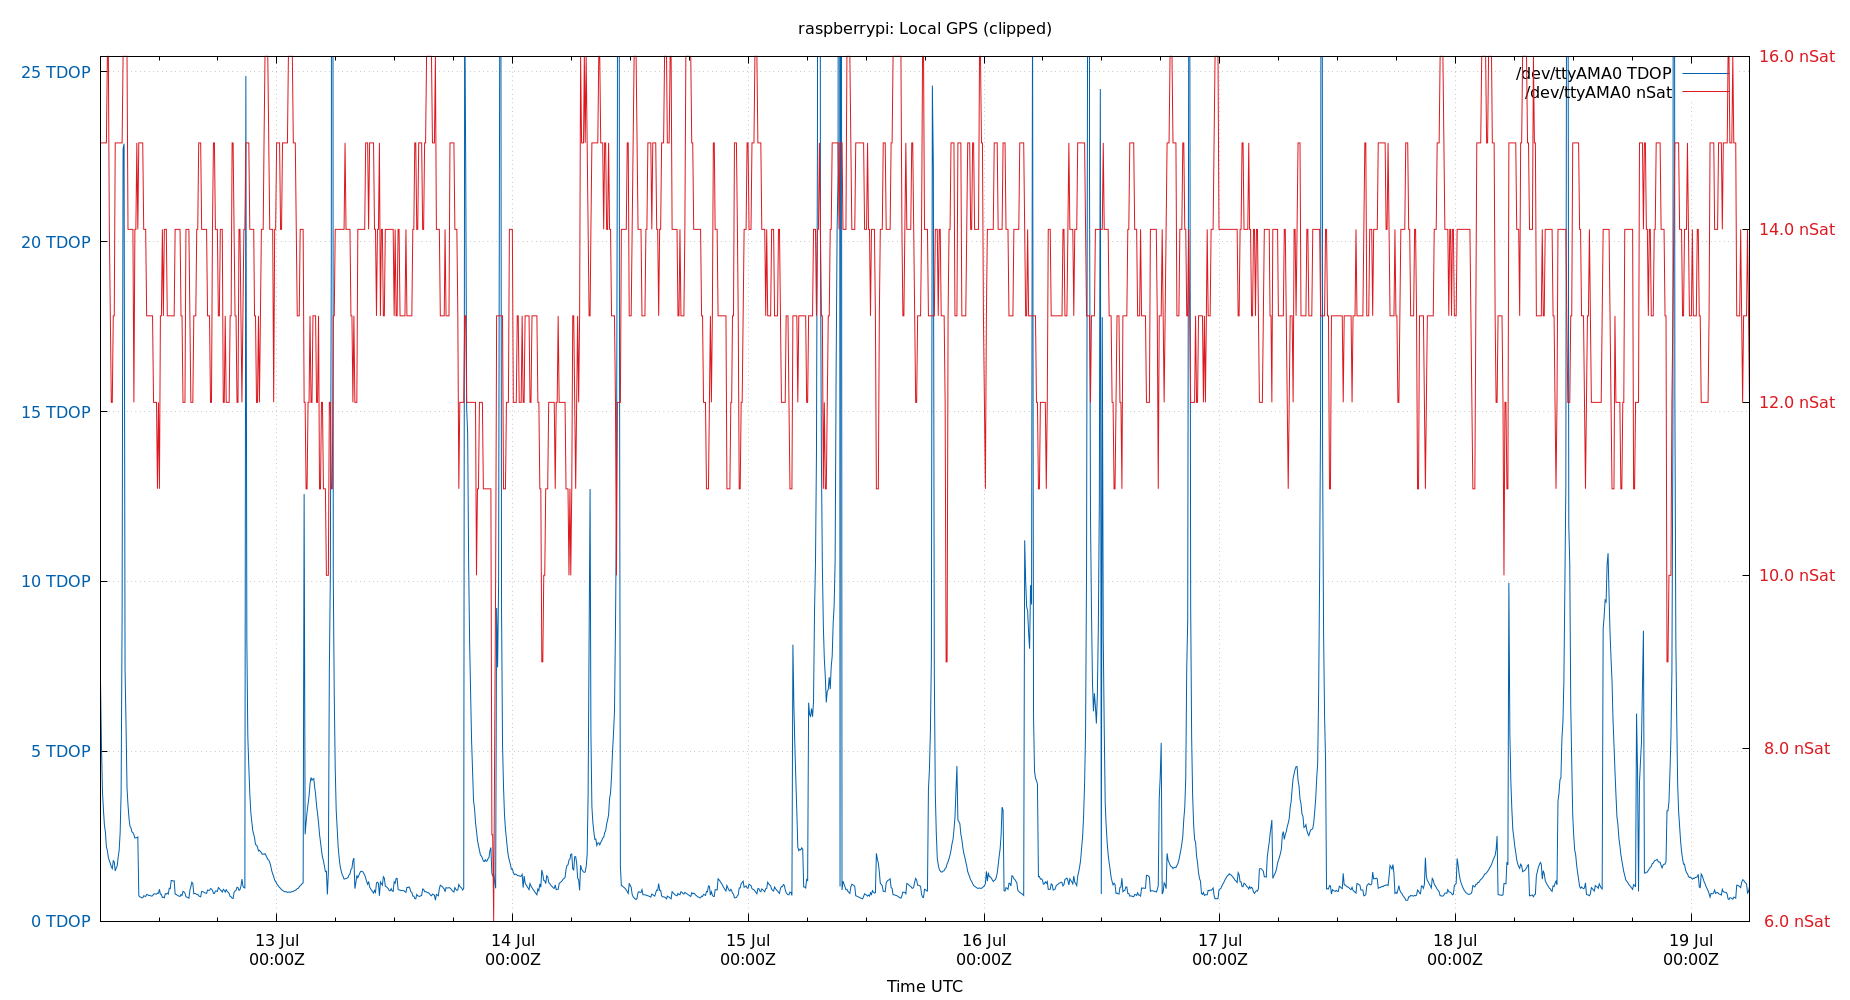 raspberrypi: Local GPS (clipped)
25 TDOP
20 TDOP
15 TDOP
10 TDOP
5 TDOP
0 TDOP
16.0 nSat
14.0 nSat
12.0 nSat
10.0 nSat
8.0 nSat
6.0 nSat
/dev/ttyAMA0 TDOP
/dev/ttyAMA0 nSat
13 Jul 14 Jul 15 Jul 16 Jul 17 Jul 18 Jul 19 Jul
00:00Z 00:00Z 00:00Z 00:00Z 00:00Z 00:00Z 00:00Z
Time UTC